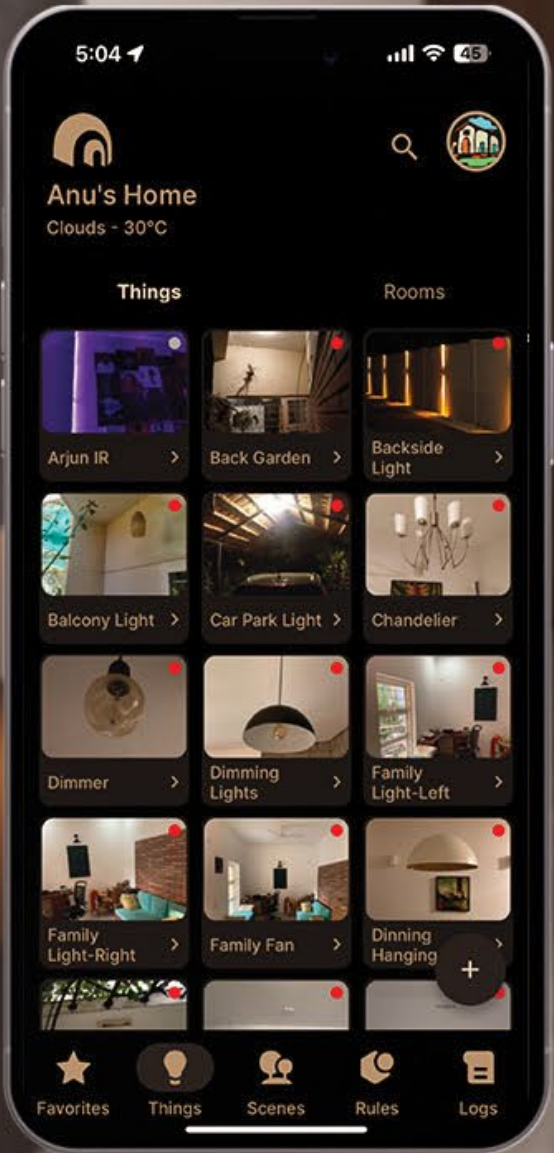 5:04
45
Anu's Home
Clouds - 30°C
Things
Rooms
Arjun IR
Back Garden
Backside
Light
Balcony Light
Car Park Light
Chandelier
Dimmer
Dimming
Lights
Family
Light-Left
Family
Light-Right
Family Fan
Dinning
Hanging
+
Favorites
Things
Scenes
Rules
Logs